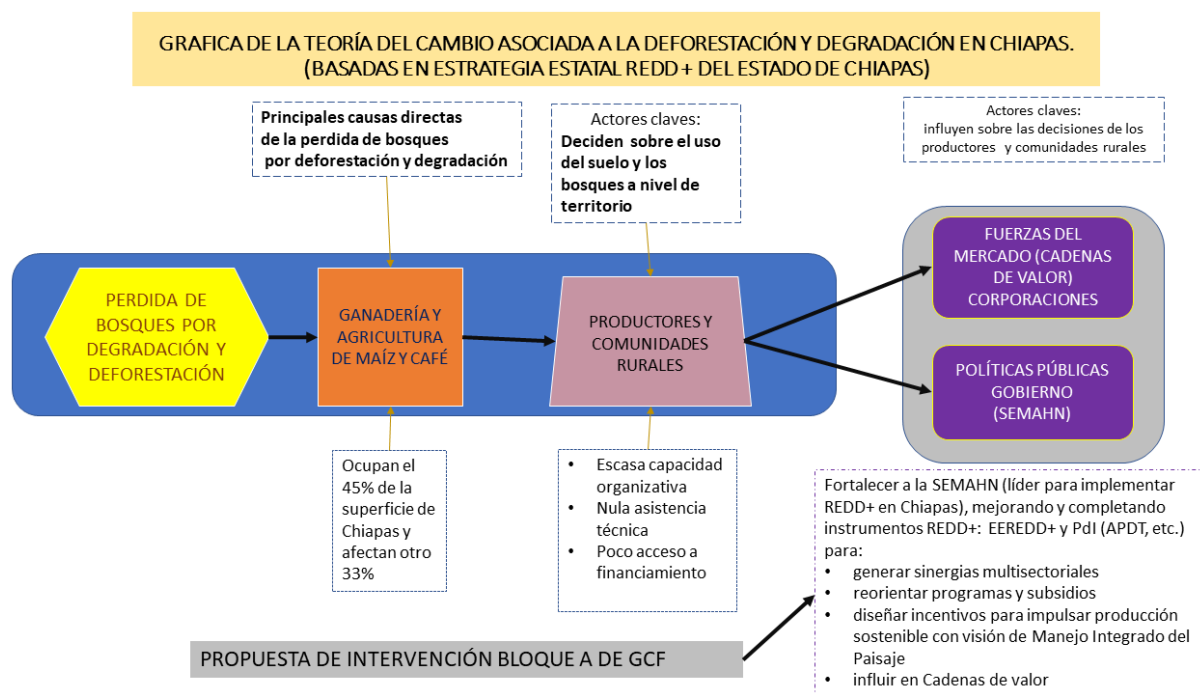 GRAFICA DE LA TEORÍA DEL CAMBIO ASOCIADA A LA DEFORESTACIÓN Y DEGRADACIÓN EN CHIAPAS.
(BASADAS EN ESTRATEGIA ESTATAL REDD + DEL ESTADO DE CHIAPAS)
Principales causas directas
de la perdida de bosques
por deforestación y degradación
Actores claves:
Deciden sobre el uso
del suelo y los
bosques a nivel de
territorio
Actores claves:
influyen sobre las decisiones de los
productores y comunidades rurales
PERDIDA DE
BOSQUES POR
DEGRADACIÓN Y
DEFORESTACIÓN
GANADERÍA Y
AGRICULTURA
DE MAÍZ Y CAFÉ
PRODUCTORES Y
COMUNIDADES
RURALES
FUERZAS DEL
MERCADO (CADENAS
DE VALOR)
CORPORACIONES
POLÍTICAS PÚBLICAS
GOBIERNO
(SEMAHN)
Ocupan el
45% de la
superficie de
Chiapas y
afectan otro
33%
• Escasa capacidad
organizativa
• Nula asistencia
técnica
• Poco acceso a
financiamiento
Fortalecer a la SEMAHN (líder para implementar
REDD+ en Chiapas), mejorando y completando
instrumentos REDD+: EEREDD+ y PdI (APDT, etc.)
para:
• generar sinergias multisectoriales
• reorientar programas y subsidios
• diseñar incentivos para impulsar producción
sostenible con visión de Manejo Integrado del
Paisaje
• influir en Cadenas de valor
PROPUESTA DE INTERVENCIÓN BLOQUE A DE GCF